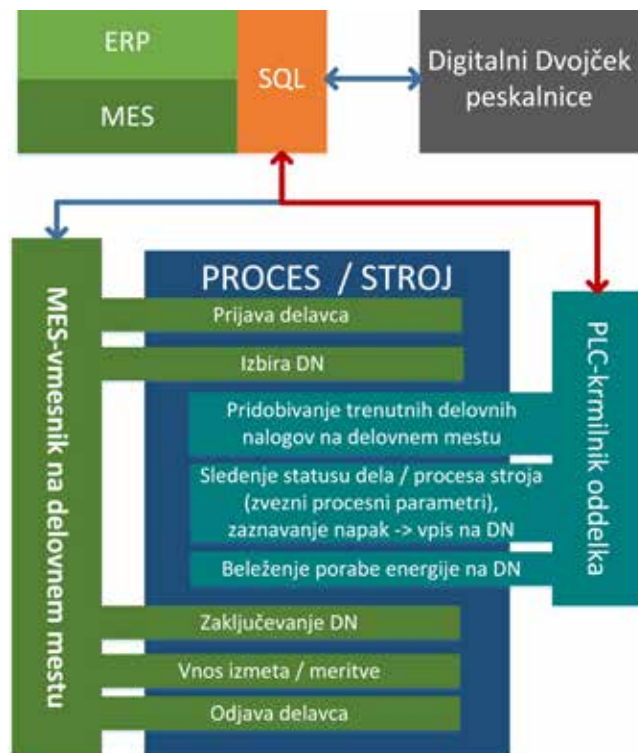 ERP
MES
SQL
Digitalni Dvojček
peskalnice
MES-vmesnik na delovnem mestu
PROCES / STROJ
Prijava delavca
Izbira DN
Pridobivanje trenutnih delovnih
nalogov na delovnem mestu
Sledenje statusu dela / procesa stroja
(zvezni procesni parametri),
zaznavanje napak -> vpis na DN
Beleženje porabe energije na DN
Zaključevanje DN
Vnos izmeta / meritve
Odjava delavca
PLC-krmilnik oddelka